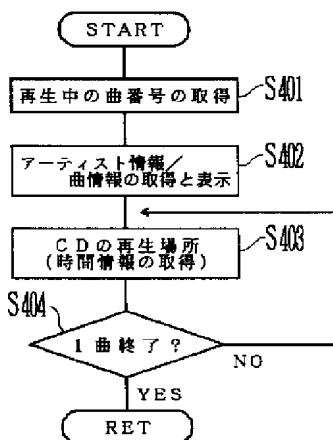 START
再生中の曲番号の取得
S401
アーティスト情報/
曲情報の取得と表示
S402
CDの再生場所
(時間情報の取得)
S403
S404
1曲終了?
NO
YES
RET